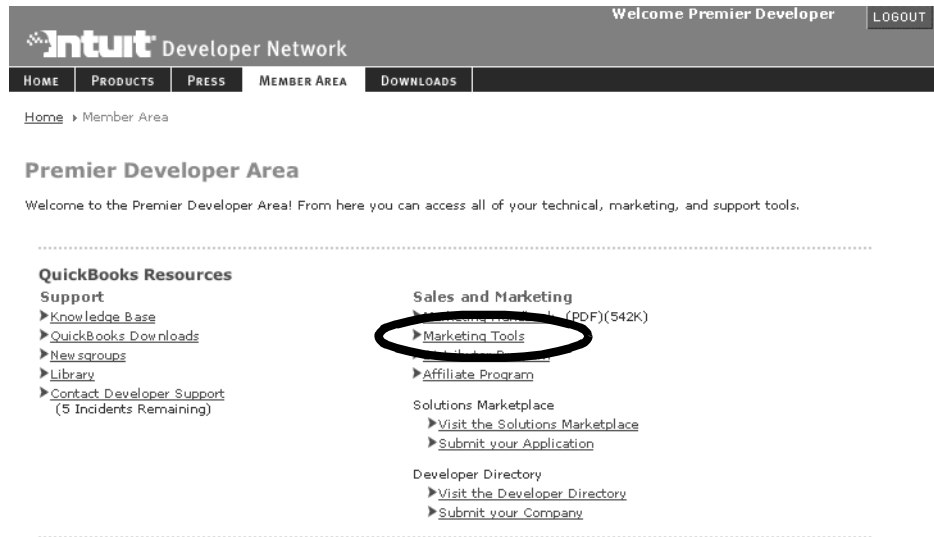 Welcome Premier Developer
LOGOUT
Intuit Developer Network
HOME PRODUCTS PRESS MEMBER AREA DOWNLOADS
Home Member Area
Premier Developer Area
Welcome to the Premier Developer Area! From here you can access all of your technical, marketing, and support tools.
QuickBooks Resources
Support
Knowledge Base
QuickBooks Downloads
Newsgroups
Library
Contact Developer Support
(5 Incidents Remaining)
Sales and Marketing
(PDF)(542K)
Marketing Tools
Affiliate Program
Solutions Marketplace
Visit the Solutions Marketplace
Submit your Application
Developer Directory
Visit the Developer Directory
Submit your Company